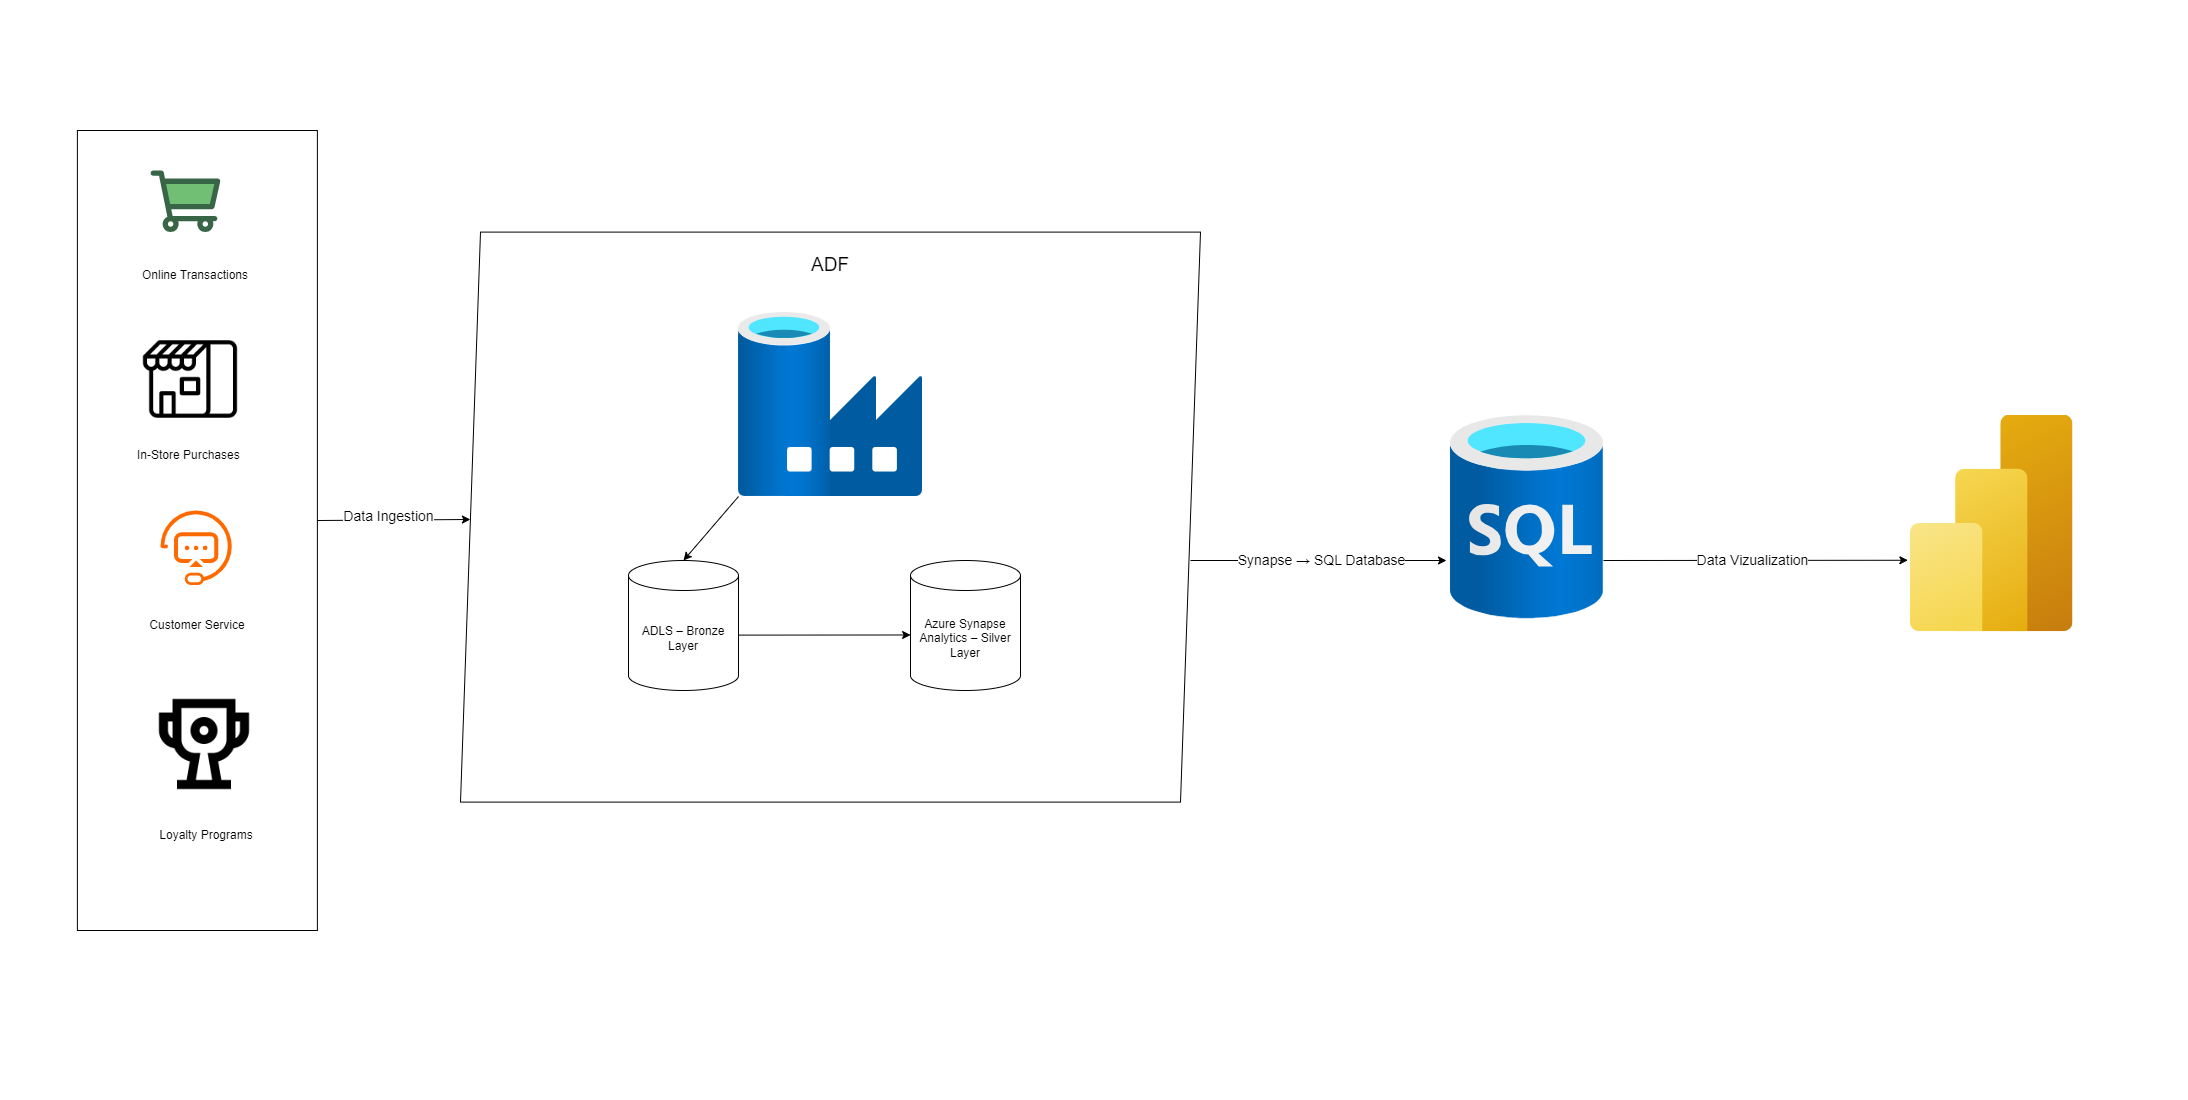 Online Transactions
In-Store Purchases
Customer Service
Loyalty Programs
Data Ingestion
ADF
ADLS – Bronze
Layer
Azure Synapse
Analytics – Silver
Layer
Synapse → SQL Database
SQL
Data Vizualization